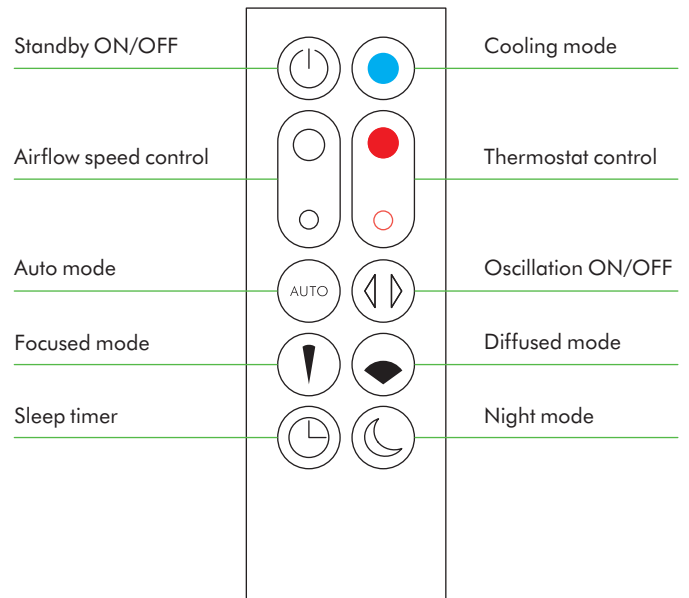 Standby ON/OFF
Cooling mode
Airflow speed control
Thermostat control
Auto mode
AUTO
Oscillation ON/OFF
Focused mode
Diffused mode
Sleep timer
Night mode